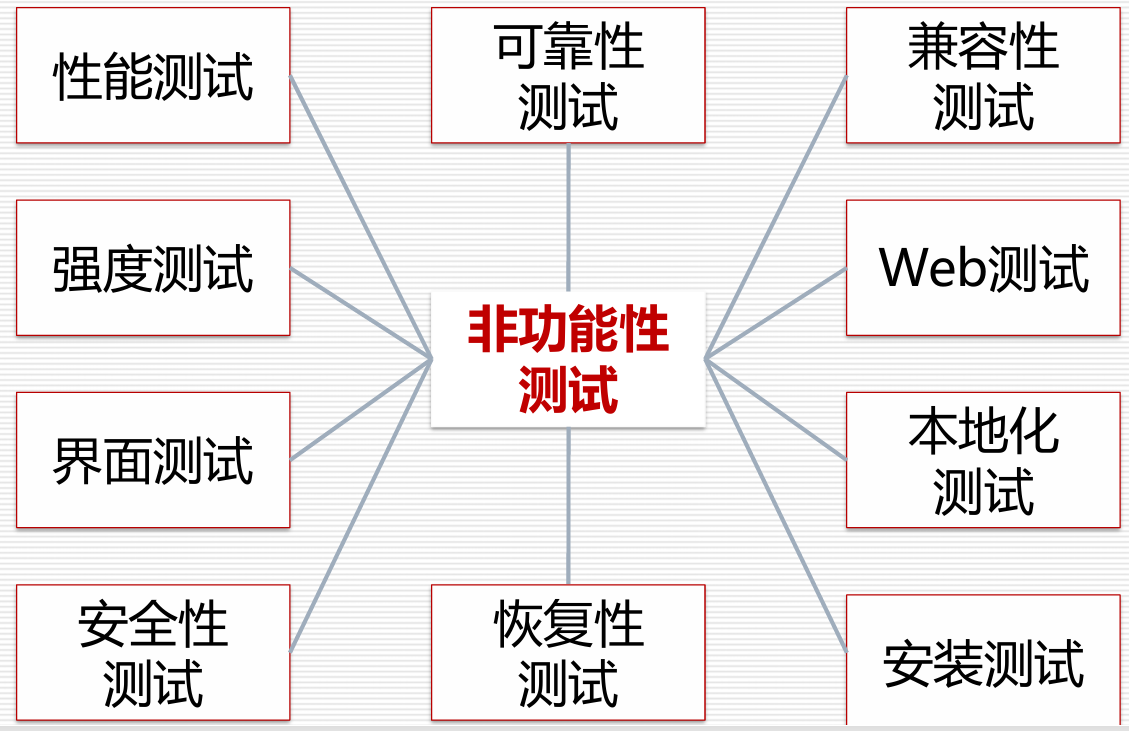 性能测试
可靠性
测试
兼容性
测试
强度测试
Web测试
非功能性
测试
界面测试
本地化
测试
安全性
测试
恢复性
测试
安装测试